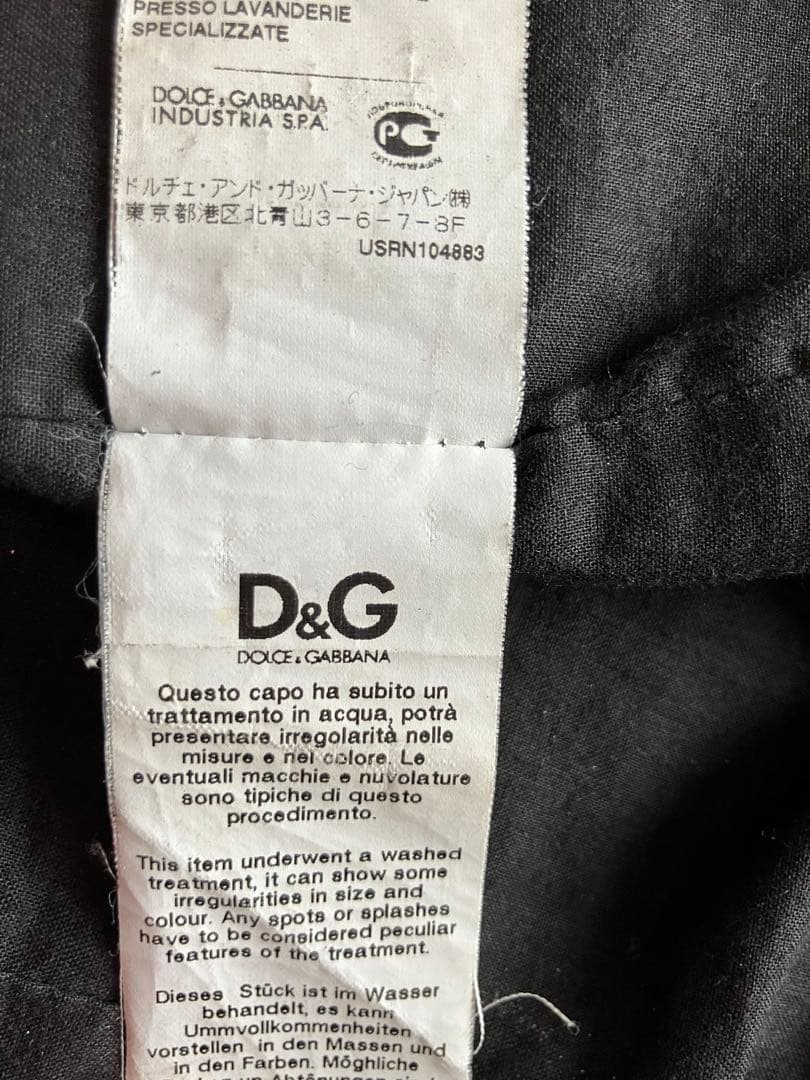 PRESSO LAVANDERIE
SPECIALIZZATE
DOLCE & GABBANA
INDUSTRIA S.P.A.
PG
ドルチェ・アンド・ガッバーナ・ジャパン(株)
東京都港区北青山3-6-7-8F
USRN104883
D&G
DOLCE & GABBANA
Questo capo ha subito un
trattamento in acqua, potrà
presentare irregolarità nelle
misure e nei colore. Le
eventuali macchie e nuvolature
sono tipiche di questo
procedimento.
This item underwent a washed
treatment, it can show some
irregularities in size and
colour. Any spots or splashes
have to be considered peculiar
features of the treatment.
Dieses Stück ist im Wasser
behandelt, es kann
Ummvollkommenheiten
vorstellen in den Massen und
in den Farben. Möghliche